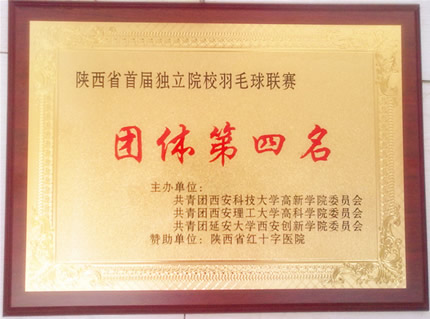 陕西省首届独立院校羽毛球联赛
团体第四名
主办单位：
共青团西安科技大学高新学院委员会
共青团西安理工大学高科学院委员会
共青团延安大学西安创新学院委员会
赞助单位：陕西省红十字医院